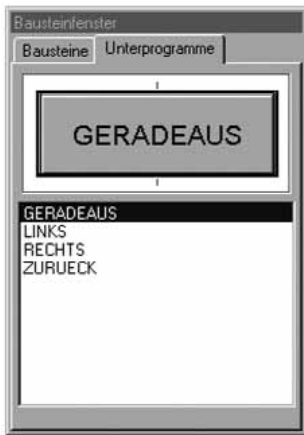 Bausteinfenster
Bausteine Unterprogramme
GERADEAUS
GERADEAUS
LINKS
RECHTS
ZURUECK